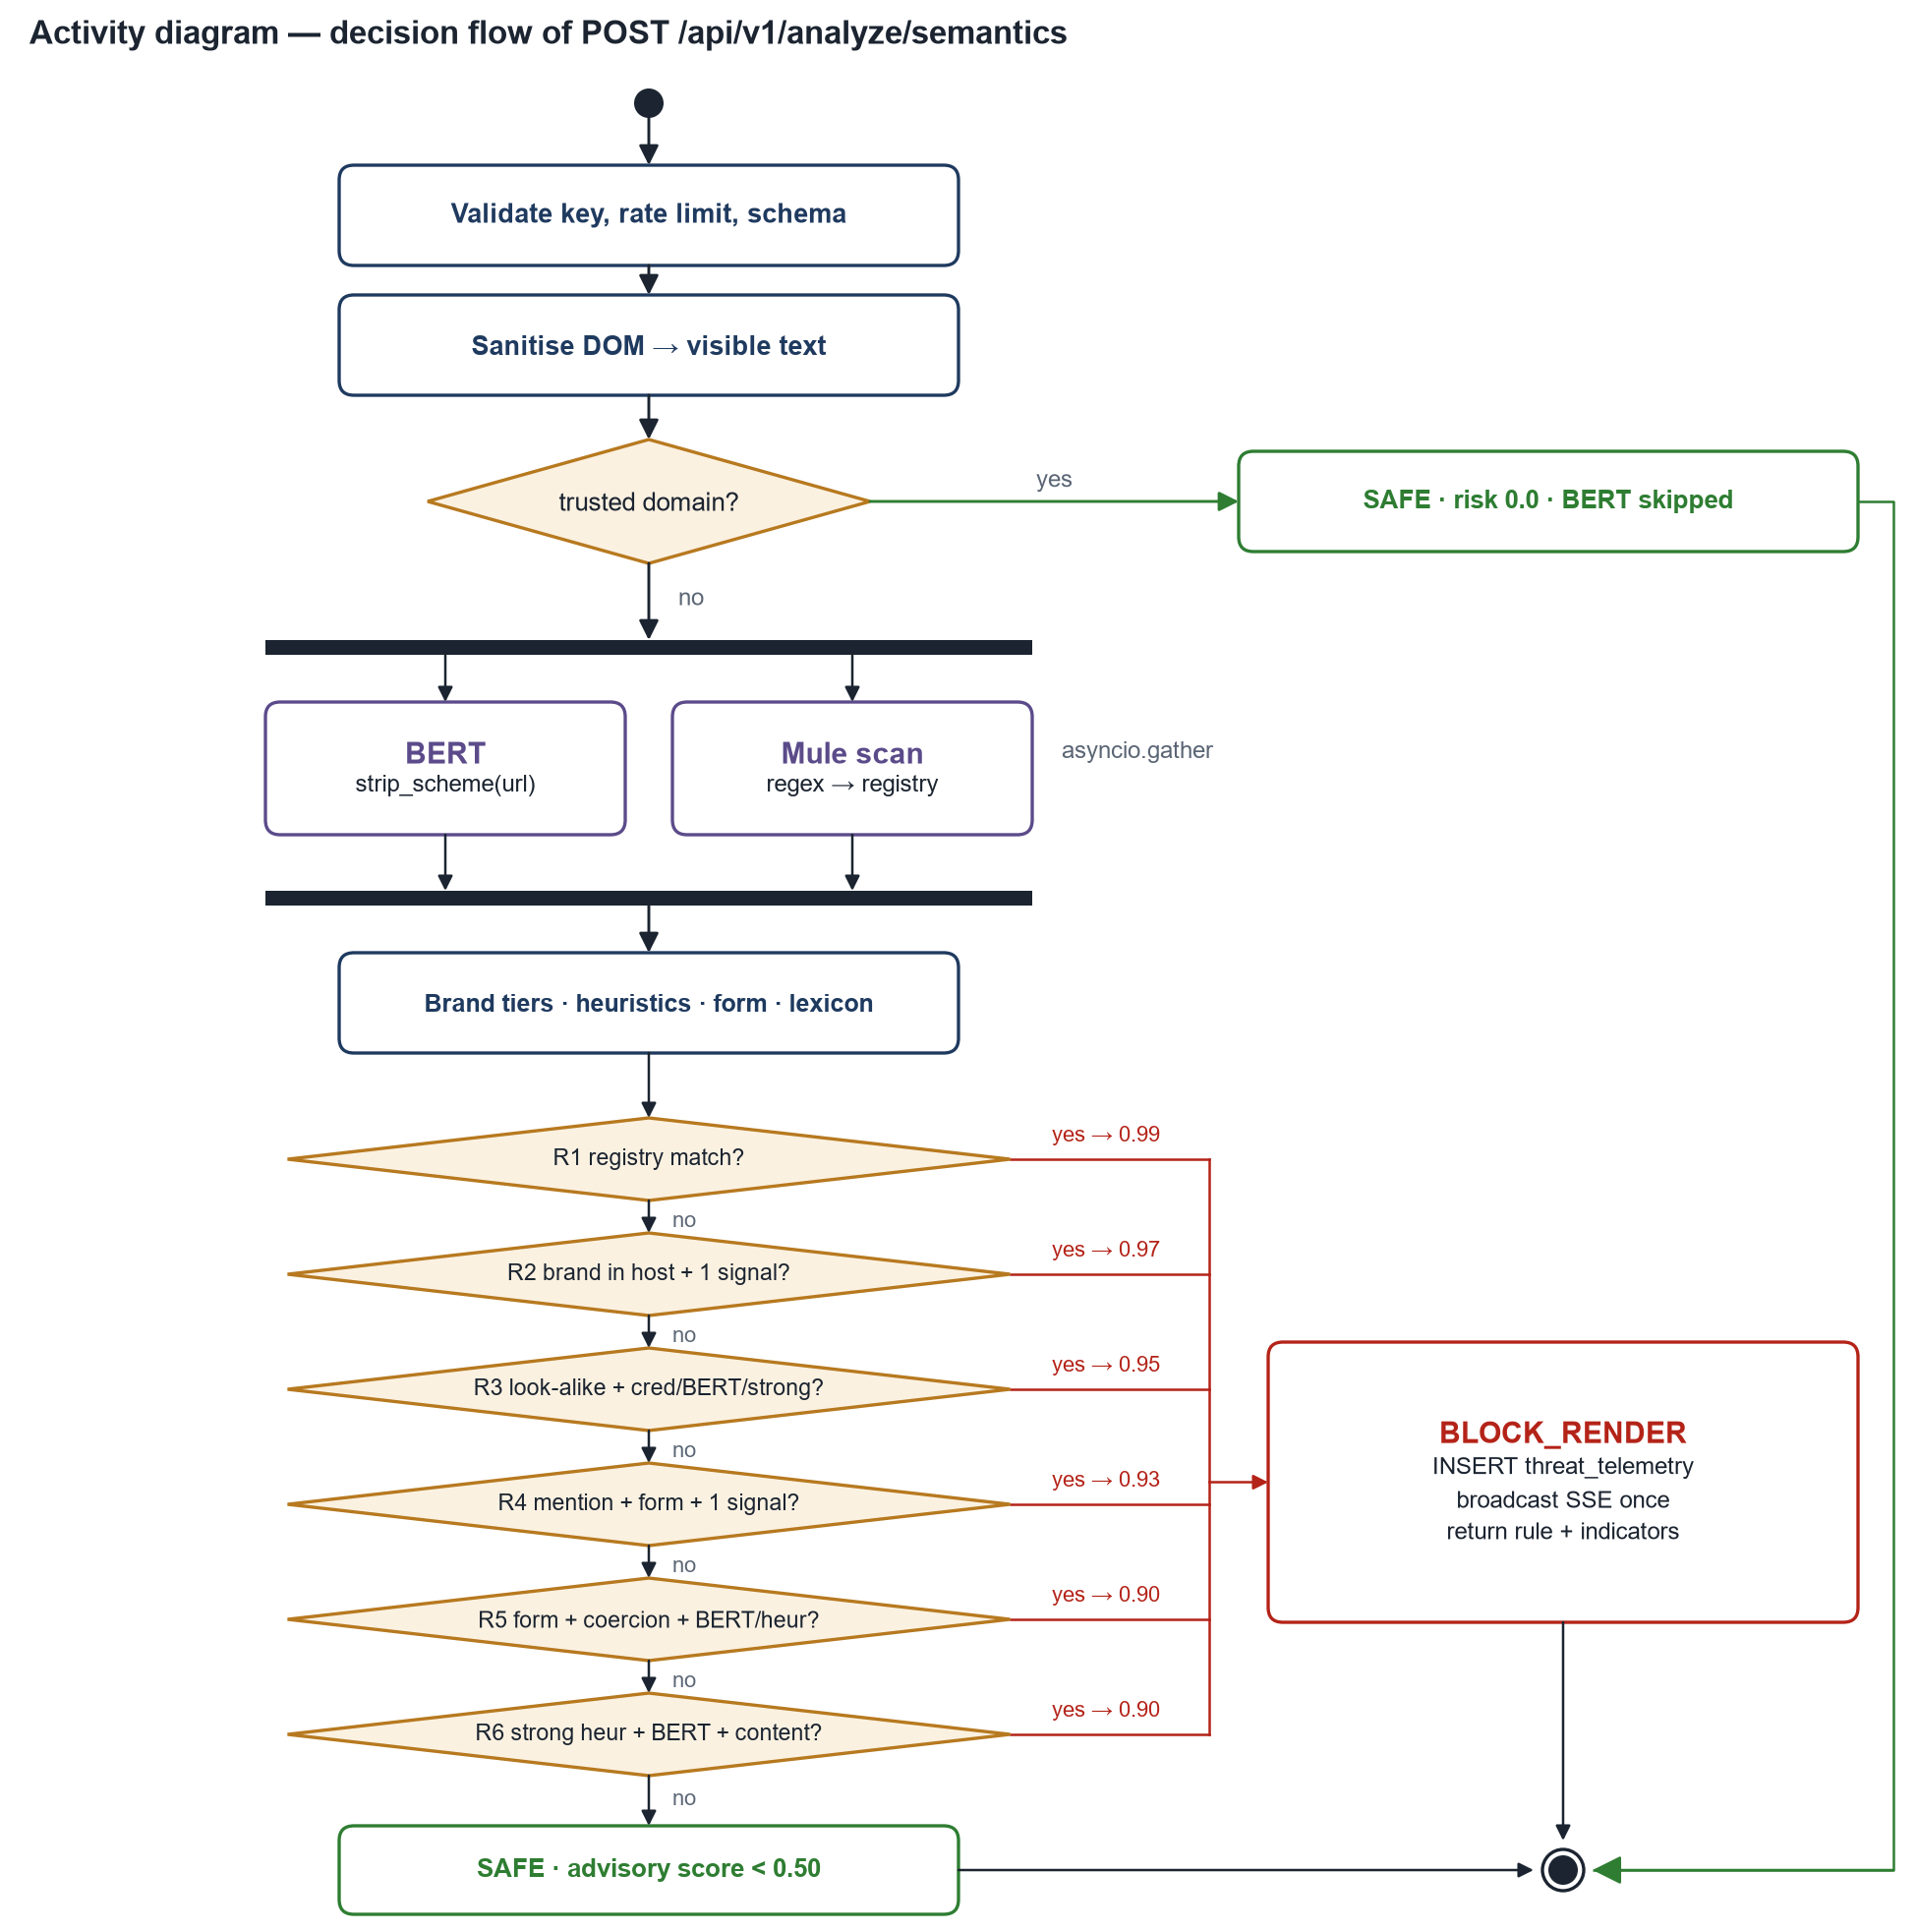 Activity diagram — decision flow of POST /api/v1/analyze/semantics
Validate key, rate limit, schema
Sanitise DOM → visible text
trusted domain?
yes
SAFE · risk 0.0 · BERT skipped
no
BERT
strip_scheme(url)
Mule scan
regex → registry
asyncio.gather
Brand tiers · heuristics · form · lexicon
R1 registry match?
yes → 0.99
no
R2 brand in host + 1 signal?
yes → 0.97
no
R3 look-alike + cred/BERT/strong?
yes → 0.95
no
R4 mention + form + 1 signal?
yes → 0.93
no
R5 form + coercion + BERT/heur?
yes → 0.90
no
R6 strong heur + BERT + content?
yes → 0.90
no
BLOCK_RENDER
INSERT threat_telemetry
broadcast SSE once
return rule + indicators
SAFE · advisory score < 0.50